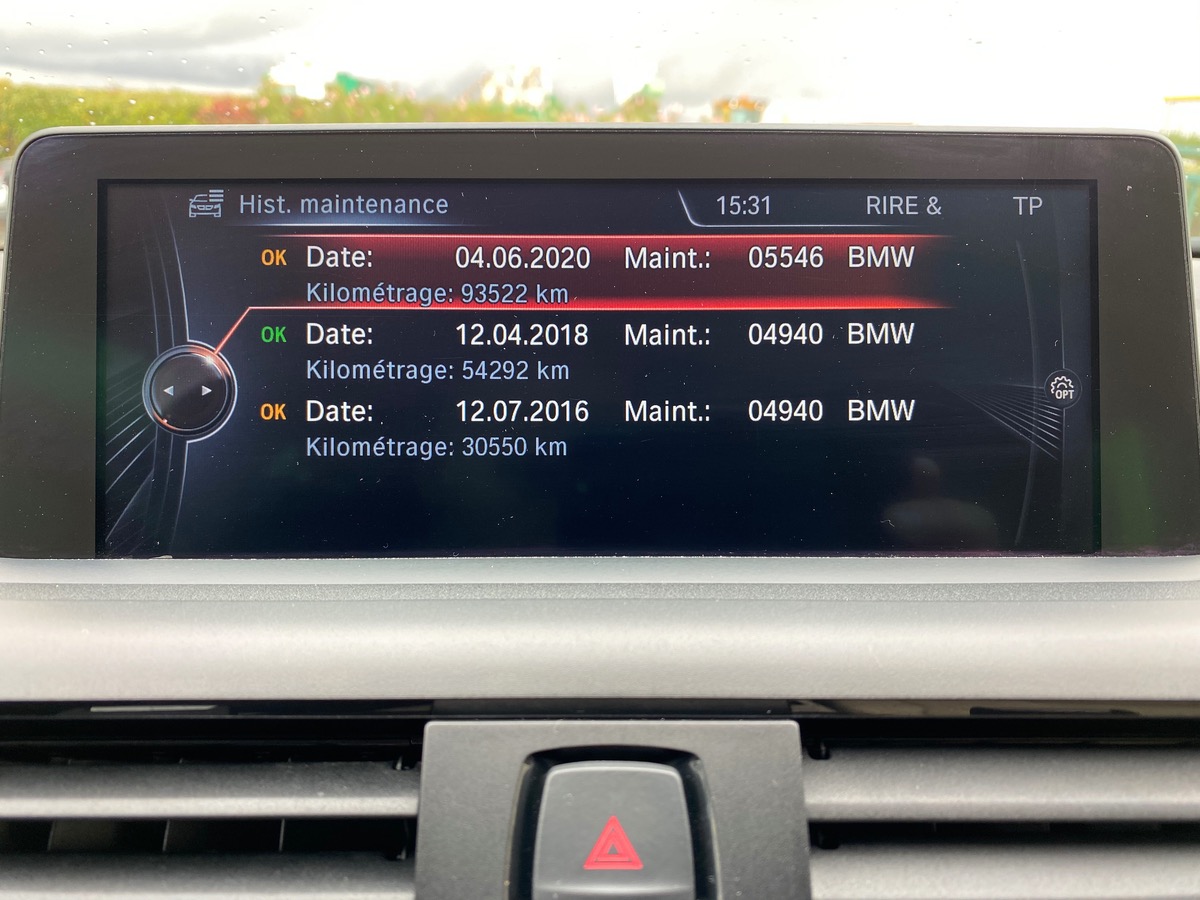 Hist. maintenance 15:31 RIRE & TP
OK Date: 04.06.2020 Maint.: 05546 BMW
Kilométrage: 93522 km
OK Date: 12.04.2018 Maint.: 04940 BMW
Kilométrage: 54292 km
OK Date: 12.07.2016 Maint.: 04940 BMW
Kilométrage: 30550 km
OPT